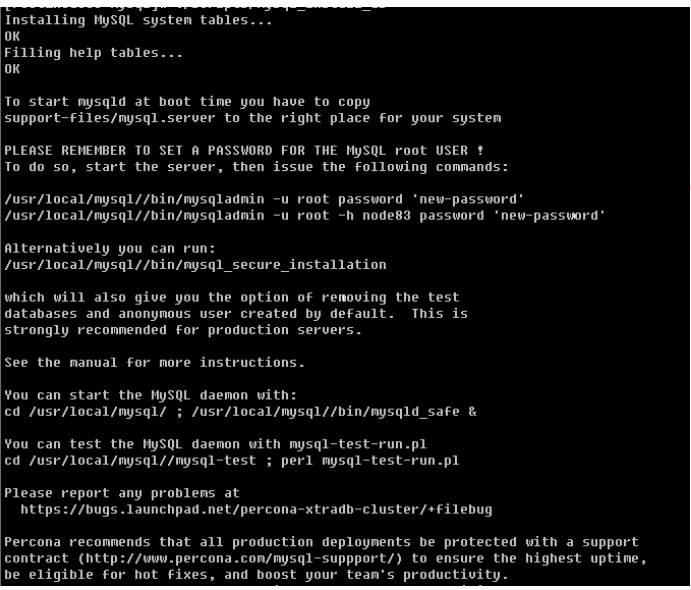 Installing MySQL system tables...
OK
Filling help tables...
OK
To start mysqld at boot time you have to copy
support-files/mysql.server to the right place for your system
PLEASE REMEMBER TO SET A PASSWORD FOR THE MySQL root USER !
To do so, start the server, then issue the following commands:
/usr/local/mysql//bin/mysqladmin -u root password 'new-password'
/usr/local/mysql//bin/mysqladmin -u root -h node83 password 'new-password'
Alternatively you can run:
/usr/local/mysql//bin/mysql_secure_installation
which will also give you the option of removing the test
databases and anonymous user created by default.  This is
strongly recommended for production servers.
See the manual for more instructions.
You can start the MySQL daemon with:
cd /usr/local/mysql/ ; /usr/local/mysql//bin/mysqld_safe &
You can test the MySQL daemon with mysql-test-run.pl
cd /usr/local/mysql//mysql-test ; perl mysql-test-run.pl
Please report any problems at
https://bugs.launchpad.net/percona-xtradb-cluster/+filebug
Percona recommends that all production deployments be protected with a support
contract (http://www.percona.com/mysql-suppport/) to ensure the highest uptime,
be eligible for hot fixes, and boost your team's productivity.